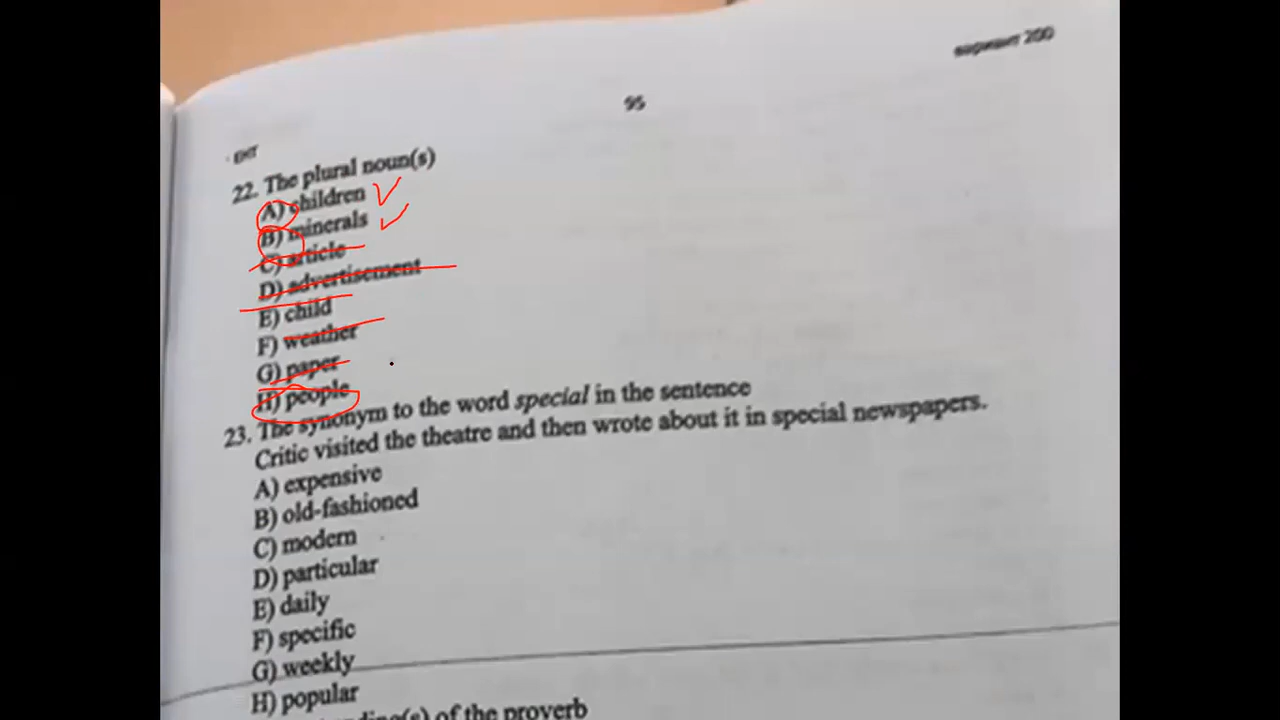 вариант 200
95
ЕНТ
22. The plural noun(s)
A) children
B) minerals
C) article
D) advertisement
E) child
F) weather
G) paper
H) people
23. The synonym to the word special in the sentence
Critic visited the theatre and then wrote about it in special newspapers.
A) expensive
B) old-fashioned
C) modern
D) particular
E) daily
F) specific
G) weekly
H) popular
of the proverb